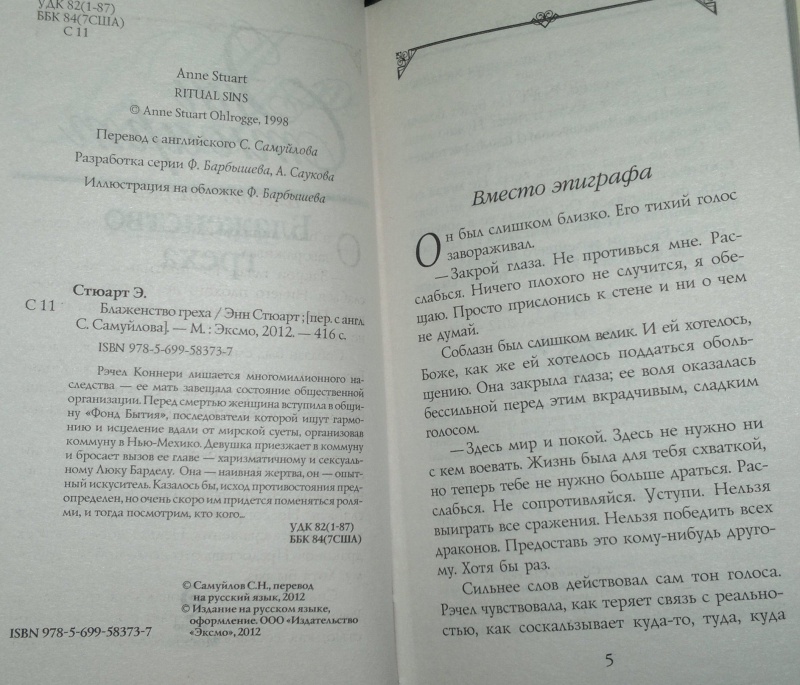 УДК 82(1-87)
ББК 84(7США)
С 11
Anne Stuart
RITUAL SINS
© Anne Stuart Ohlrogge, 1998
Перевод с английского С. Самуйлова
Разработка серии Ф. Барбышева, А. Саукова
Иллюстрация на обложке Ф. Барбышева
Стюарт Э.
С 11 Блаженство греха / Энн Стюарт ; [пер. с англ.
С. Самуйлова]. — М. : Эксмо, 2012. — 416 с.
ISBN 978-5-699-58373-7
Рэчел Коннери лишается многомиллионного на-
следства — ее мать завещала состояние общественной
организации. Перед смертью женщина вступила в общи-
ну «Фонд Бытия», последователи которой ищут гармо-
нию и исцеление вдали от мирской суеты, организовав
коммуну в Нью-Мехико. Девушка приезжает в коммуну
и бросает вызов ее главе — харизматичному и сексуаль-
ному Люку Барделу. Она — наивная жертва, он — опыт-
ный искуситель. Казалось бы, исход противостояния пред-
определен, но очень скоро им придется поменяться роля-
ми, и тогда посмотрим, кто кого...
УДК 82(1-87)
ББК 84(7США)
© Самуйлов С.Н., перевод
на русский язык, 2012
© Издание на русском языке,
оформление. ООО «Издательство
«Эксмо», 2012
ISBN 978-5-699-58373-7
Вместо эпиграфа
Он был слишком близко. Его тихий голос
завораживал.
— Закрой глаза. Не противься мне. Рас-
слабься. Ничего плохого не случится, я обе-
щаю. Просто прислонись к стене и ни о чем
не думай.
Соблазн был слишком велик. И ей хотелось,
Боже, как же ей хотелось поддаться оболь-
щению. Она закрыла глаза; ее воля оказалась
бессильной перед этим вкрадчивым, сладким
голосом.
— Здесь мир и покой. Здесь не нужно ни
с кем воевать. Жизнь была для тебя схваткой,
но теперь тебе не нужно больше драться. Рас-
слабься. Не сопротивляйся. Уступи. Нельзя
выиграть все сражения. Нельзя победить всех
драконов. Предоставь это кому-нибудь друго-
му. Хотя бы раз.
Сильнее слов действовал сам тон голоса.
Рэчел чувствовала, как теряет связь с реально-
стью, как соскальзывает куда-то, туда, куда
5